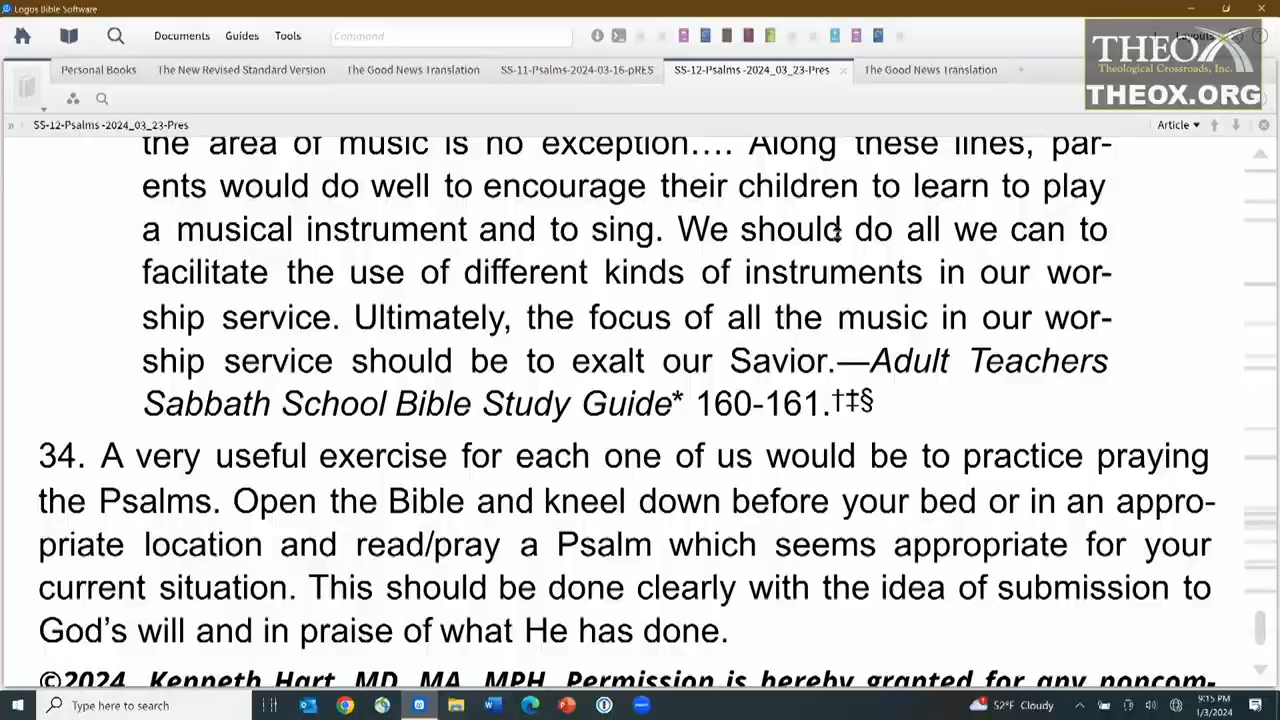 Logos Bible Software
Documents Guides Tools Command
THEOX
Theological Crossroads, Inc.
THEOX.ORG
Personal Books The New Revised Standard Version The Good News Translation SS-11-Psalms-2024-03-16-pRES SS-12-Psalms -2024_03_23-Pres The Good News Translation
SS-12-Psalms -2024_03_23-Pres Article
the area of music is no exception…. Along these lines, par-
ents would do well to encourage their children to learn to play
a musical instrument and to sing. We should do all we can to
facilitate the use of different kinds of instruments in our wor-
ship service. Ultimately, the focus of all the music in our wor-
ship service should be to exalt our Savior.—Adult Teachers
Sabbath School Bible Study Guide* 160-161.†‡§
34. A very useful exercise for each one of us would be to practice praying
the Psalms. Open the Bible and kneel down before your bed or in an appro-
priate location and read/pray a Psalm which seems appropriate for your
current situation. This should be done clearly with the idea of submission to
God’s will and in praise of what He has done.
©2024, Kenneth Hart, MD, MA, MPH. Permission is hereby granted for any noncom-
Type here to search
52°F Cloudy
9:15 PM
1/3/2024